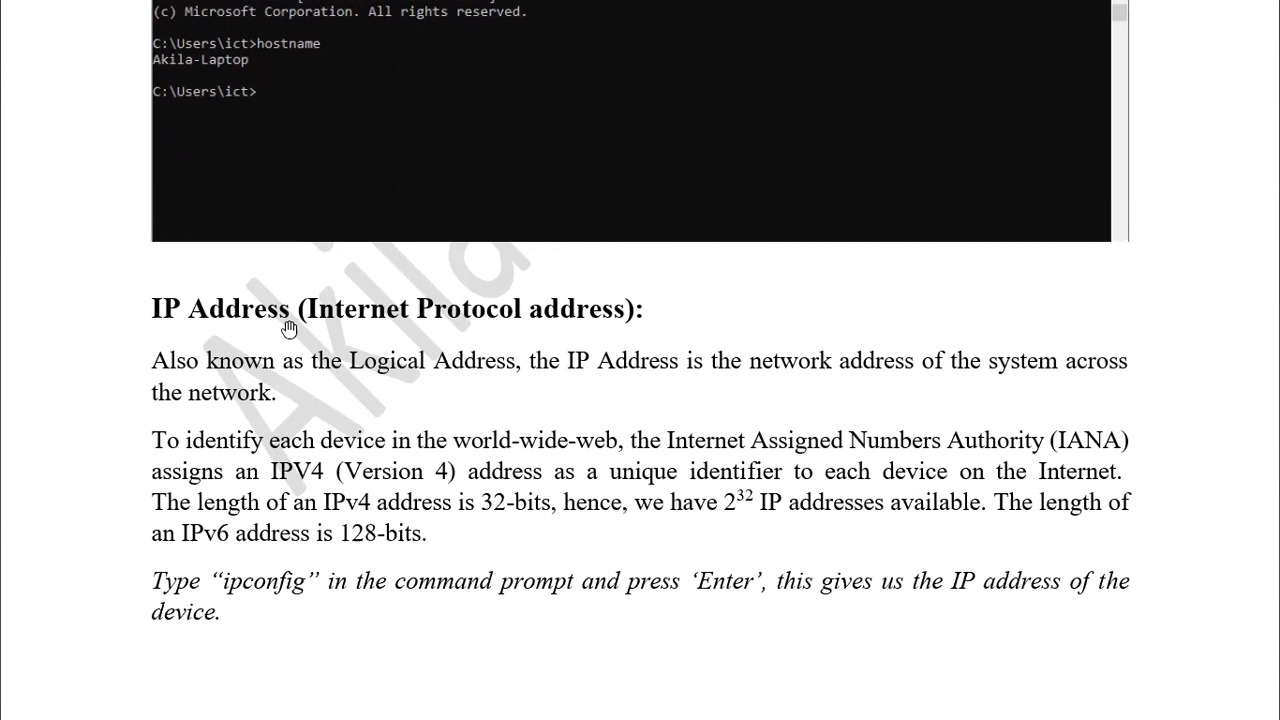 (c) Microsoft Corporation. All rights reserved.
C:\Users\ict>hostname
Akila-Laptop
C:\Users\ict>
Akila
IP Address (Internet Protocol address):
Also known as the Logical Address, the IP Address is the network address of the system across
the network.
To identify each device in the world-wide-web, the Internet Assigned Numbers Authority (IANA)
assigns an IPV4 (Version 4) address as a unique identifier to each device on the Internet.
The length of an IPv4 address is 32-bits, hence, we have 2³² IP addresses available. The length of
an IPv6 address is 128-bits.
Type “ipconfig” in the command prompt and press ‘Enter’, this gives us the IP address of the
device.